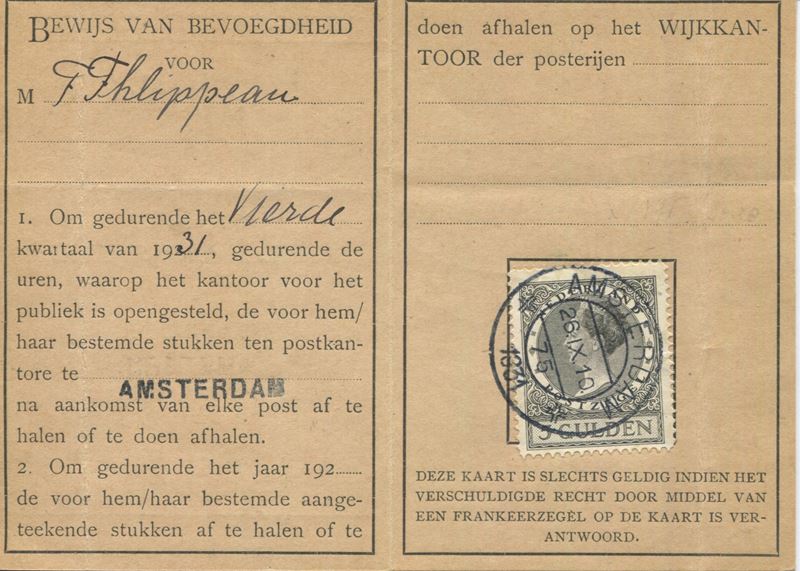 BEWIJS VAN BEVOEGDHEID
VOOR
M
1. Om gedurende het Vierde
kwartaal van 1931, gedurende de
uren, waarop het kantoor voor het
publiek is opengesteld, de voor hem/
haar bestemde stukken ten postkan-
tore te AMSTERDAM
na aankomst van elke post af te
halen of te doen afhalen.
2. Om gedurende het jaar 192
de voor hem/haar bestemde aange-
teekende stukken af te halen of te
doen afhalen op het WIJKKAN-
TOOR der posterijen
AMSTERDAM
26·IX 10
1931
5 GULDEN
DEZE KAART IS SLECHTS GELDIG INDIEN HET
VERSCHULDIGDE RECHT DOOR MIDDEL VAN
EEN FRANKEERZEGEL OP DE KAART IS VER-
ANTWOORD.